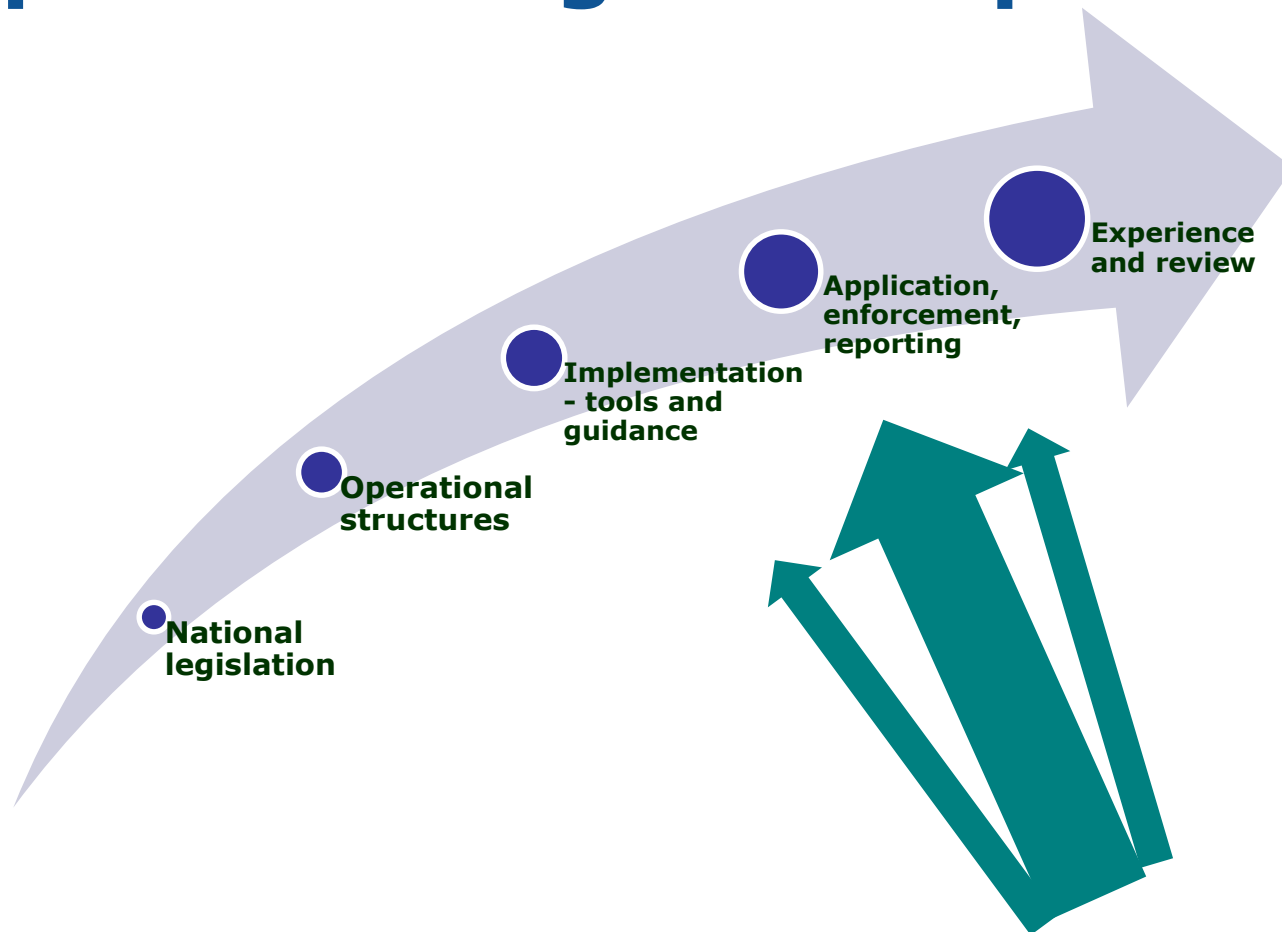 National
legislation
Operational
structures
Implementation
- tools and
guidance
Application,
enforcement,
reporting
Experience
and review